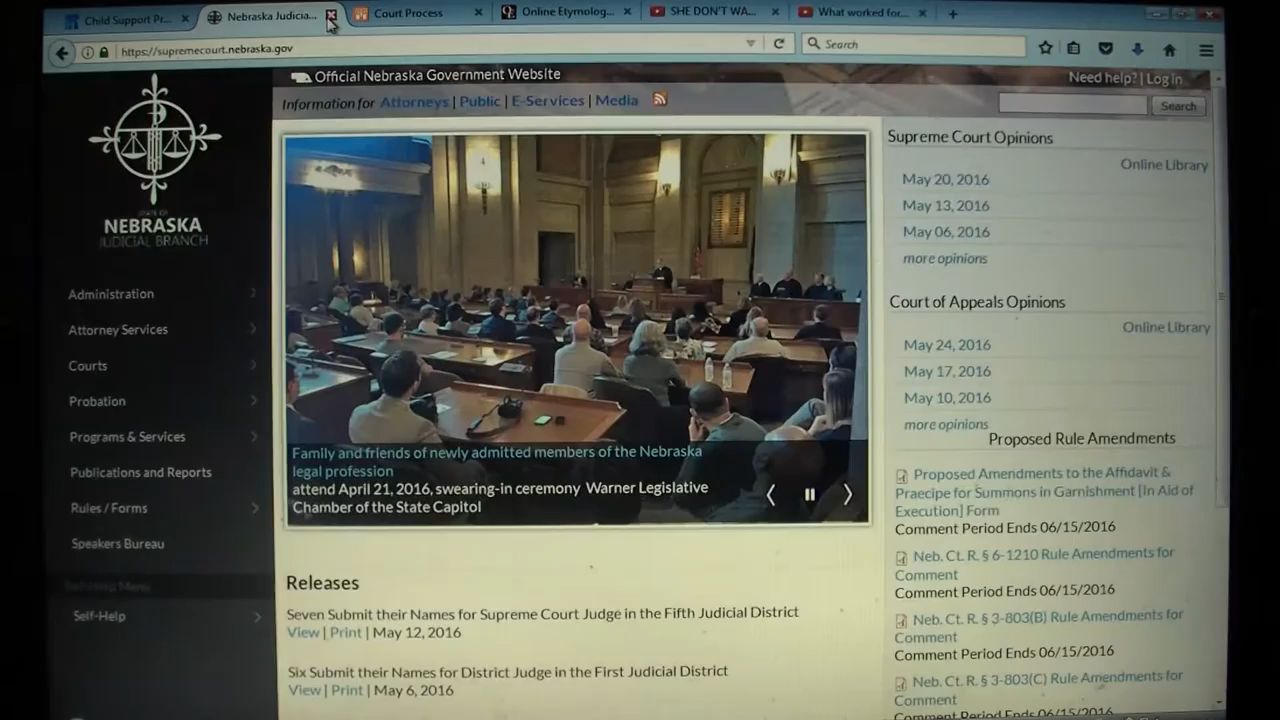 Child Support Pr...
Nebraska Judicia...
Court Process
Online Etymolog...
SHE DON'T WA...
What worked for...
https://supremecourt.nebraska.gov
Search
Official Nebraska Government Website
Need help? | Log in
Information for Attorneys | Public | E-Services | Media
Search
STATE OF
NEBRASKA
JUDICIAL BRANCH
Administration
Attorney Services
Courts
Probation
Programs & Services
Publications and Reports
Rules / Forms
Speakers Bureau
Self-Help Menu
Self-Help
Family and friends of newly admitted members of the Nebraska
legal profession
attend April 21, 2016, swearing-in ceremony Warner Legislative
Chamber of the State Capitol
Releases
Seven Submit their Names for Supreme Court Judge in the Fifth Judicial District
View | Print | May 12, 2016
Six Submit their Names for District Judge in the First Judicial District
View | Print | May 6, 2016
Supreme Court Opinions
Online Library
May 20, 2016
May 13, 2016
May 06, 2016
more opinions
Court of Appeals Opinions
Online Library
May 24, 2016
May 17, 2016
May 10, 2016
more opinions
Proposed Rule Amendments
Proposed Amendments to the Affidavit &
Praecipe for Summons in Garnishment [In Aid of
Execution] Form
Comment Period Ends 06/15/2016
Neb. Ct. R. § 6-1210 Rule Amendments for
Comment
Comment Period Ends 06/15/2016
Neb. Ct. R. § 3-803(B) Rule Amendments for
Comment
Comment Period Ends 06/15/2016
Neb. Ct. R. § 3-803(C) Rule Amendments for
Comment
Comment Period Ends 06/15/2016